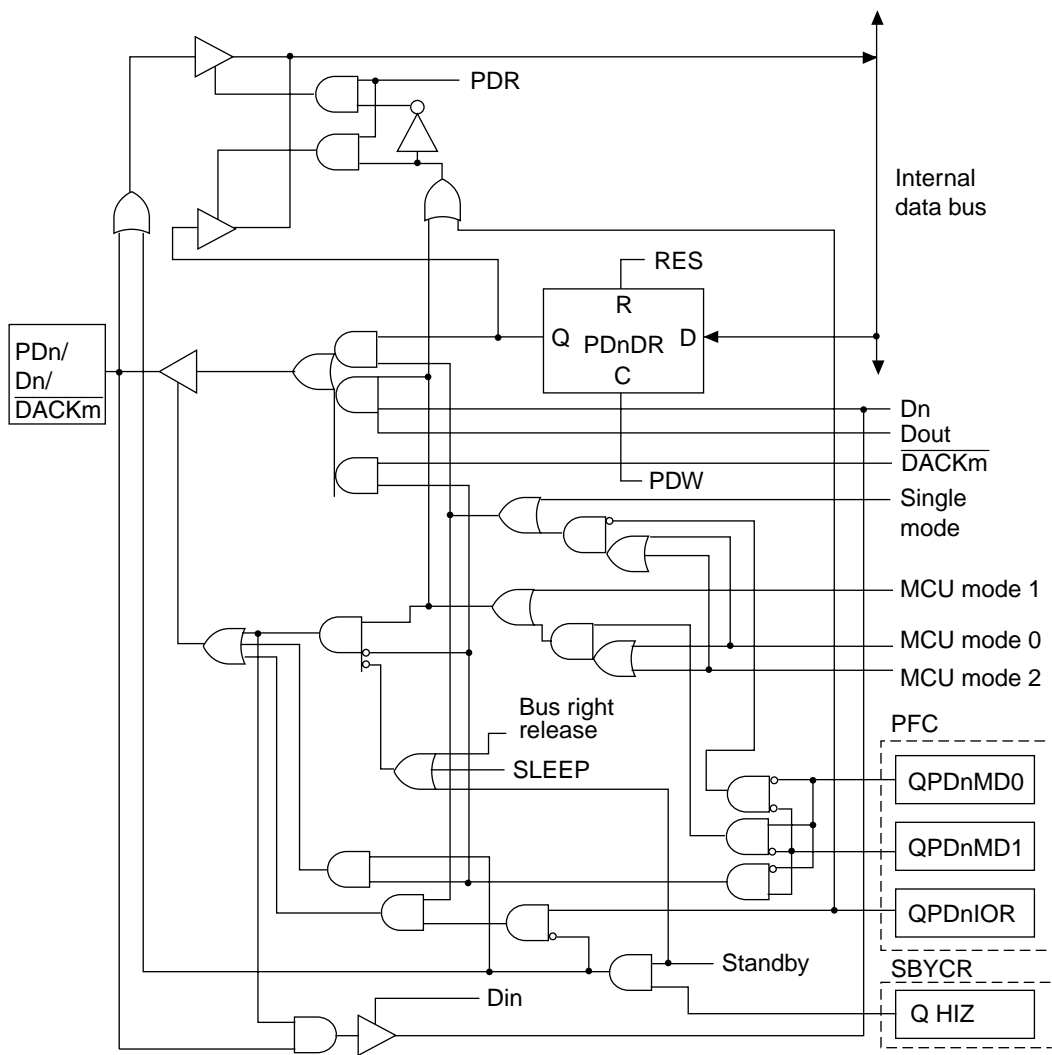 PDR
Internal
data bus
RES
R
Q
PDnDR
D
C
PDn/
Dn/
DACKm
Dn
Dout
DACKm
PDW
Single
mode
MCU mode 1
MCU mode 0
MCU mode 2
Bus right
release
SLEEP
PFC
QPDnMD0
QPDnMD1
QPDnIOR
Standby
SBYCR
Din
Q HIZ